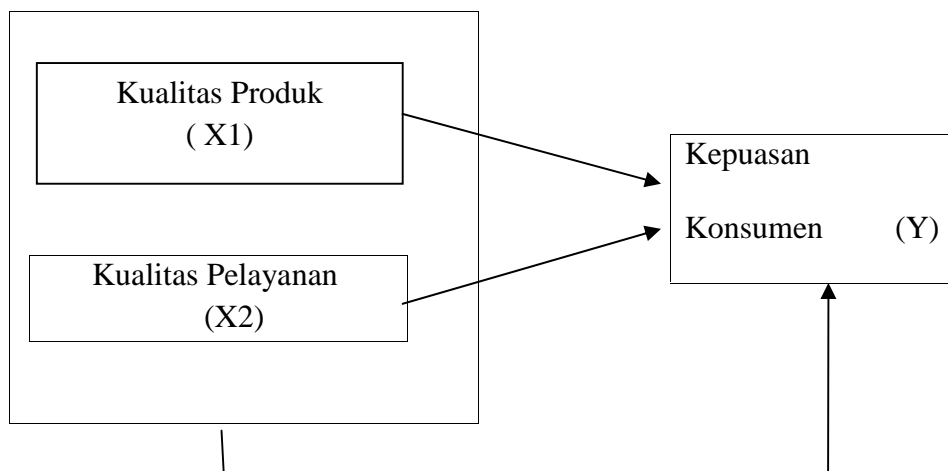 Kualitas Produk
( X1)
Kepuasan
Konsumen (Y)
Kualitas Pelayanan
(X2)